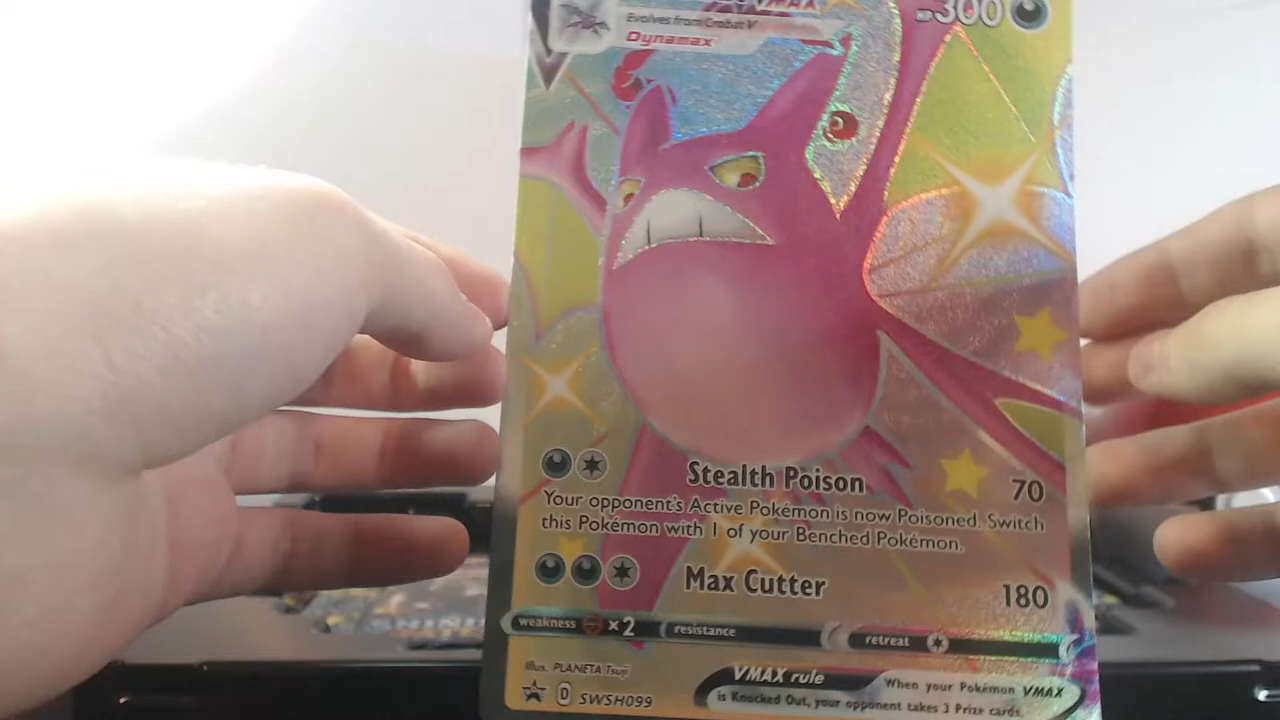 VMAX
HP 300
Evolves from Crobat V
Dynamax
Stealth Poison 70
Your opponent's Active Pokémon is now Poisoned. Switch
this Pokémon with 1 of your Benched Pokémon.
Max Cutter 180
weakness ×2 resistance retreat
Illus. PLANETA Tsuji
VMAX rule When your Pokémon VMAX
is Knocked Out, your opponent takes 3 Prize cards.
D SWSH099